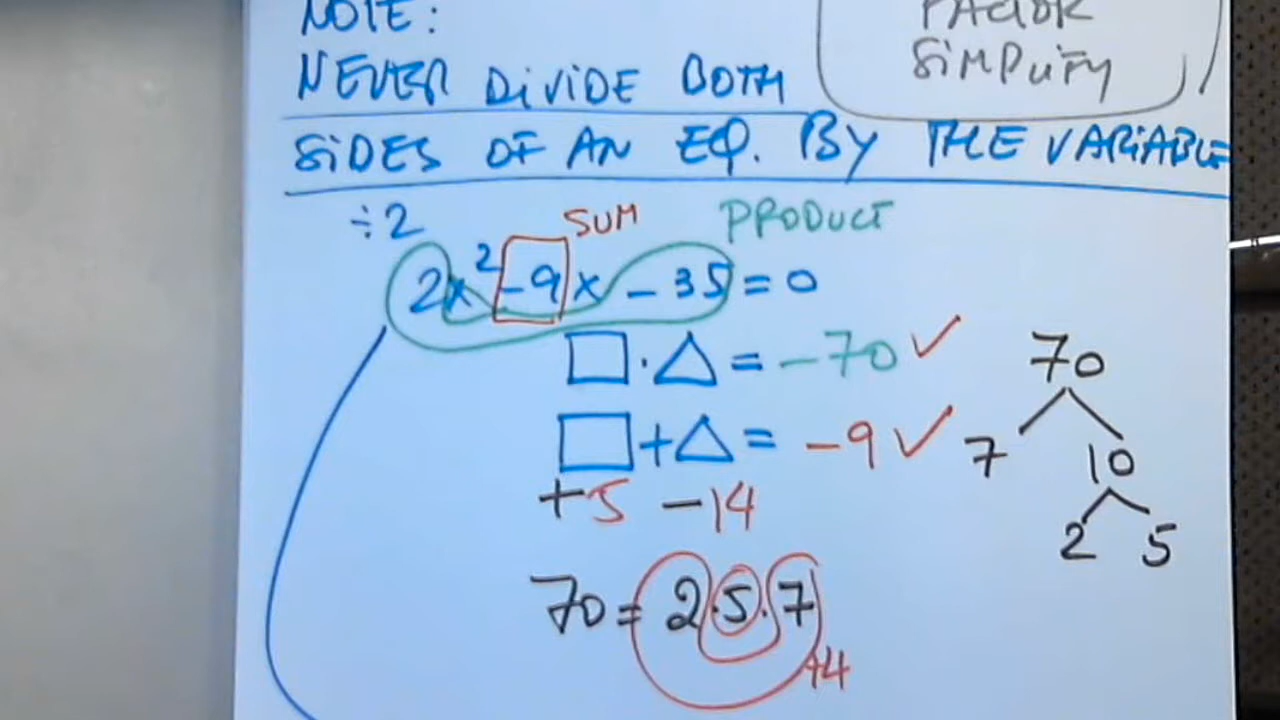 NOTE:
FACTOR
SIMPLIFY
NEVER DIVIDE BOTH
SIDES OF AN EQ. BY THE VARIABLE
÷2 SUM PRODUCT
2x² -9x - 35 = 0
□ · △ = -70 ✓
□ + △ = -9 ✓
+5 -14
70 = 2·5·7
14
70
7 10
2 5